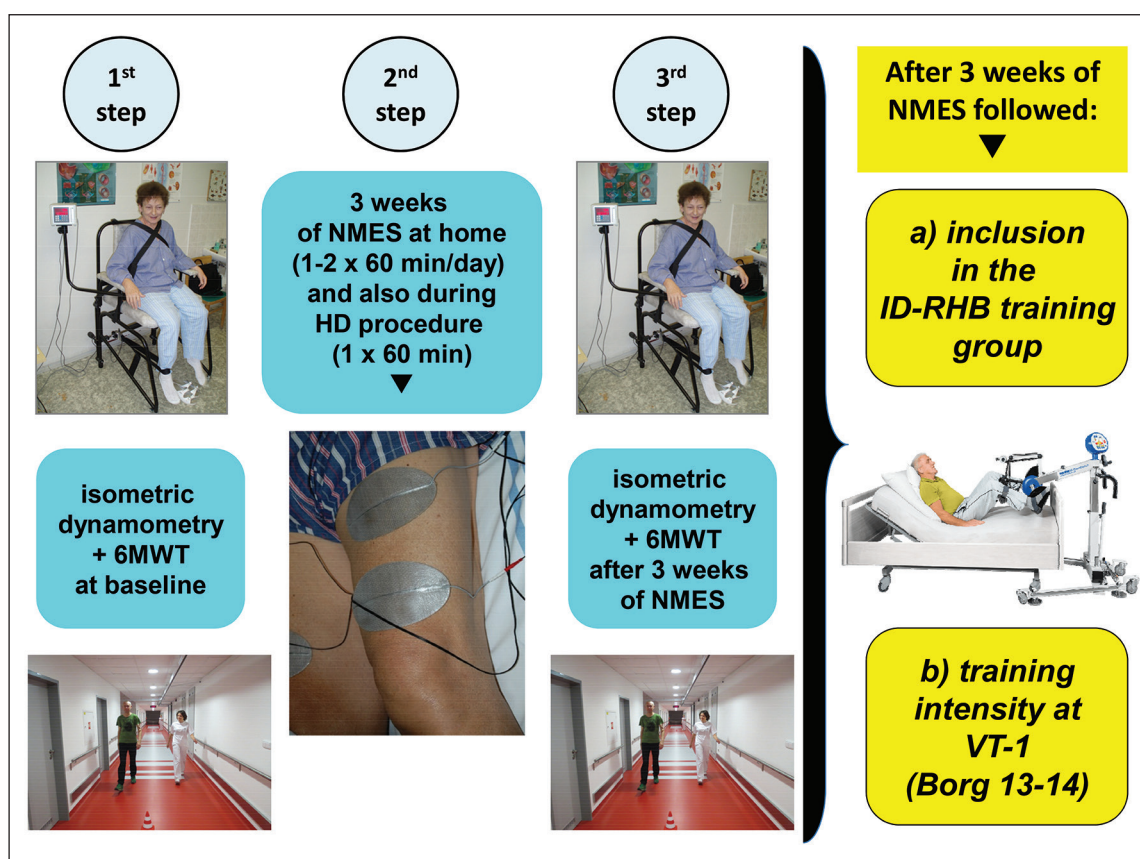 1st
step
2nd
step
3rd
step
After 3 weeks of
NMES followed:
3 weeks
of NMES at home
(1-2 x 60 min/day)
and also during
HD procedure
(1 x 60 min)
isometric
dynamometry
+ 6MWT
at baseline
isometric
dynamometry
+ 6MWT
after 3 weeks
of NMES
a) inclusion
in the
ID-RHB training
group
b) training
intensity at
VT-1
(Borg 13-14)